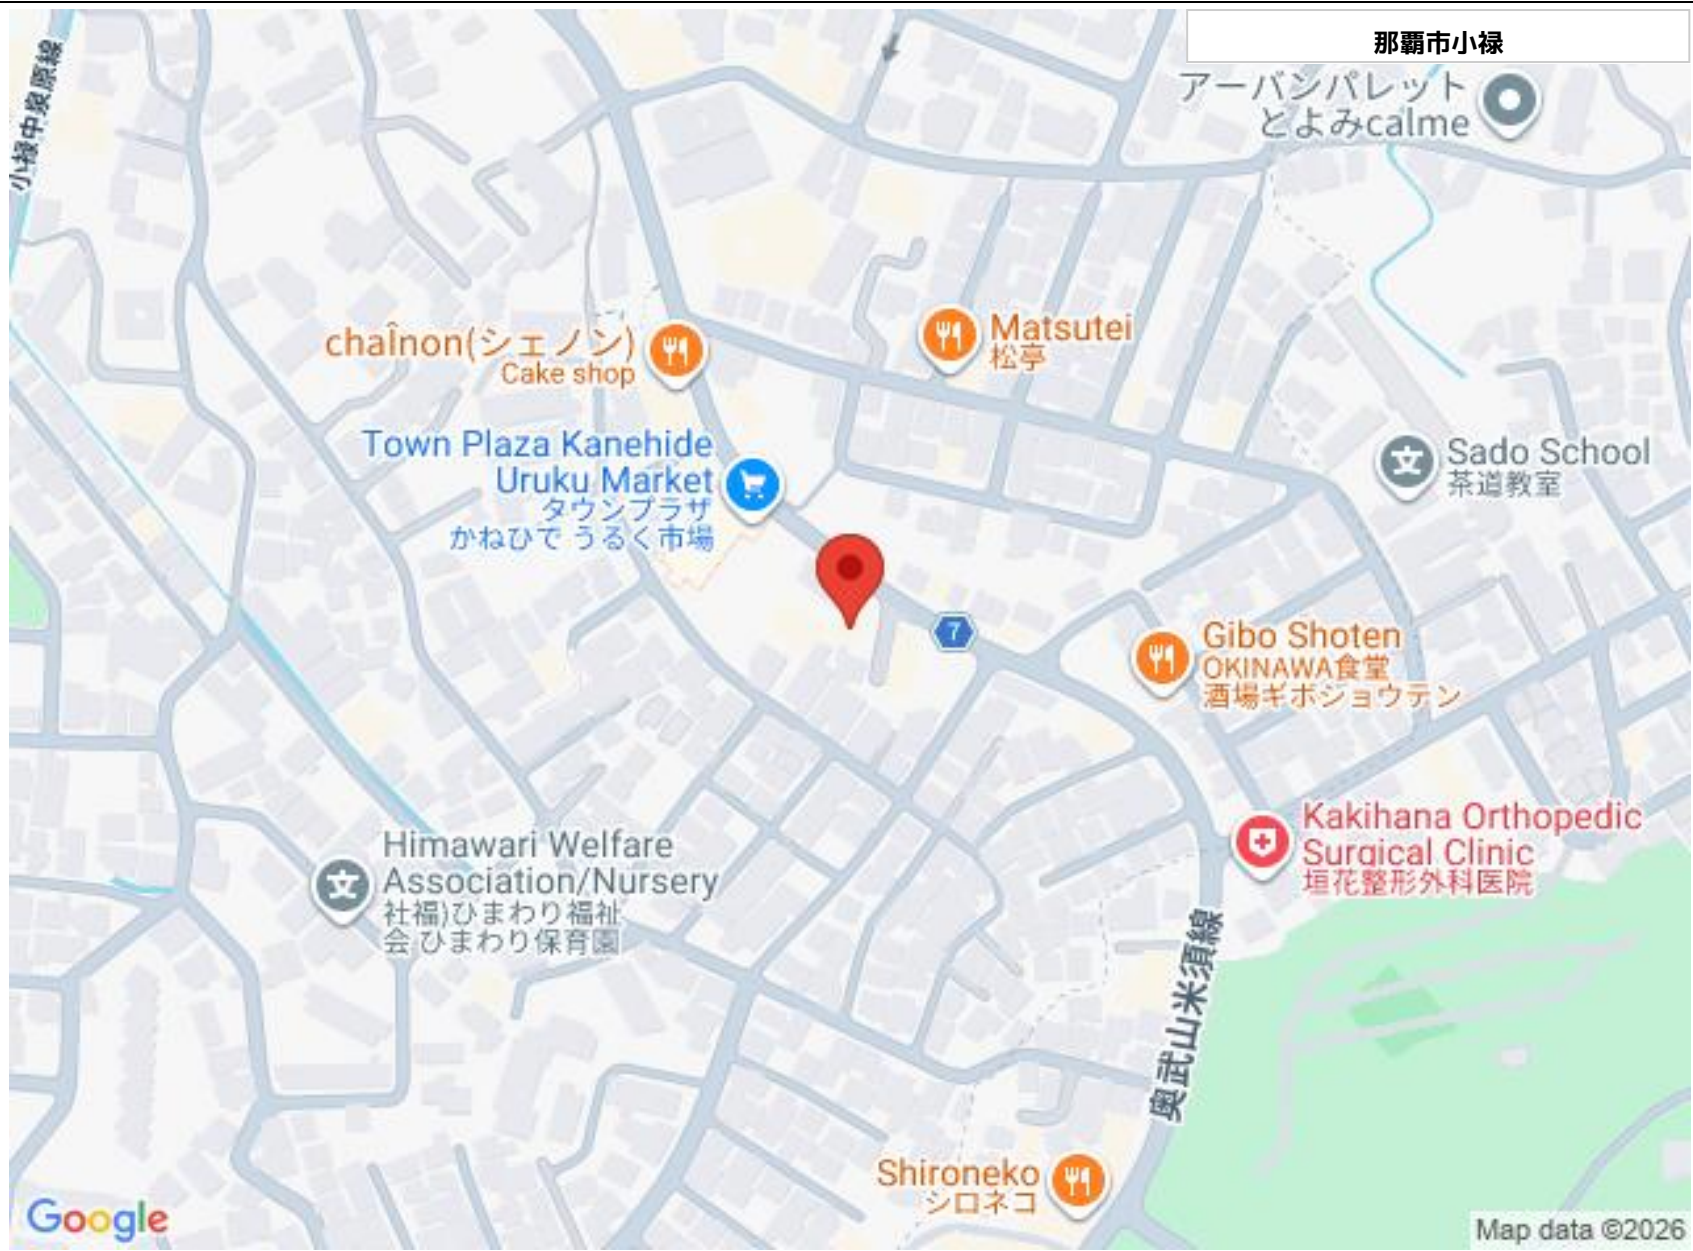 那覇市小禄
小禄中泉原線
アーバンパレット
とよみcalme
chaînon(シェノン)
Cake shop
Matsutei
松亭
Town Plaza Kanehide
Uruku Market
タウンプラザ
かねひで うるく市場
Sado School
茶道教室
7
Gibo Shoten
OKINAWA食堂
酒場ギボジョウテン
Kakihana Orthopedic
Surgical Clinic
垣花整形外科医院
Himawari Welfare
Association/Nursery
社福)ひまわり福祉
会 ひまわり保育園
奥武山米須線
Shironeko
シロネコ
Google
Map data ©2026